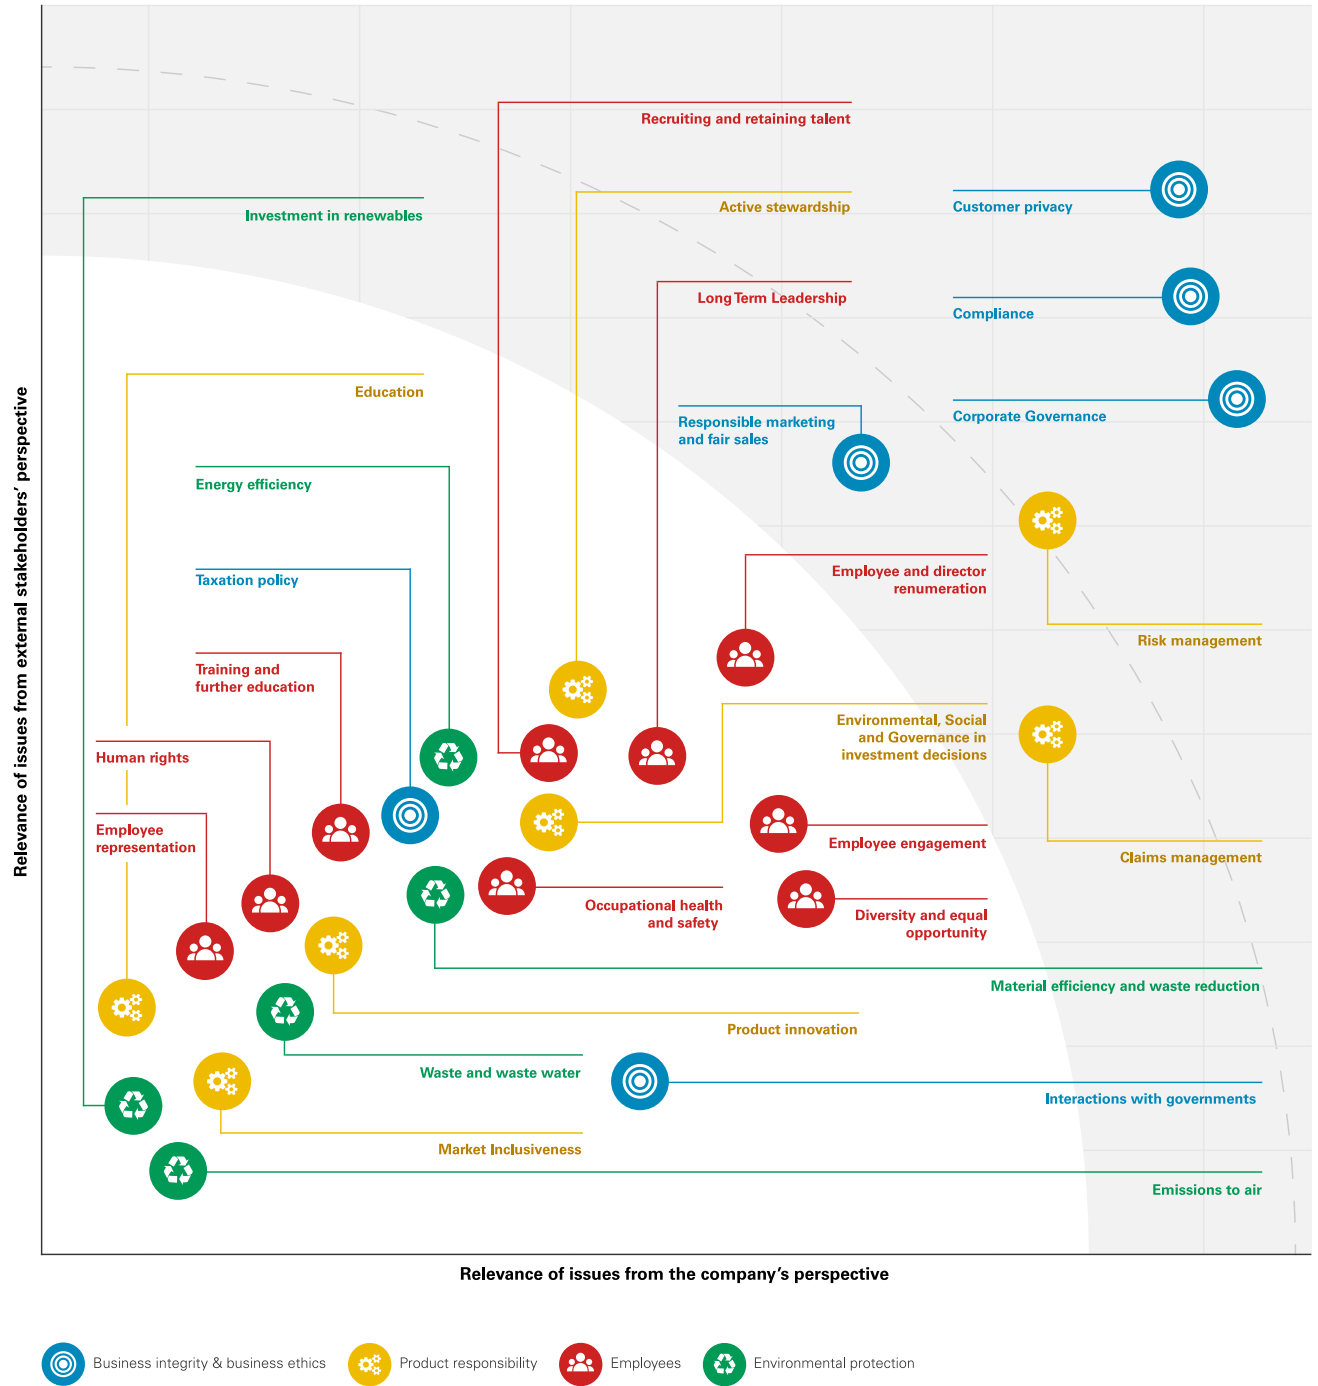 Recruiting and retaining talent
Active stewardship
Customer privacy
Investment in renewables
Long Term Leadership
Compliance
Education
Responsible marketing
and fair sales
Corporate Governance
Energy efficiency
Taxation policy
Employee and director
renumeration
Risk management
Training and
further education
Environmental, Social
and Governance in
investment decisions
Human rights
Employee
representation
Employee engagement
Claims management
Occupational health
and safety
Diversity and equal
opportunity
Material efficiency and waste reduction
Product innovation
Waste and waste water
Interactions with governments
Market Inclusiveness
Emissions to air
Relevance of issues from external stakeholders' perspective
Relevance of issues from the company's perspective
Business integrity & business ethics
Product responsibility
Employees
Environmental protection